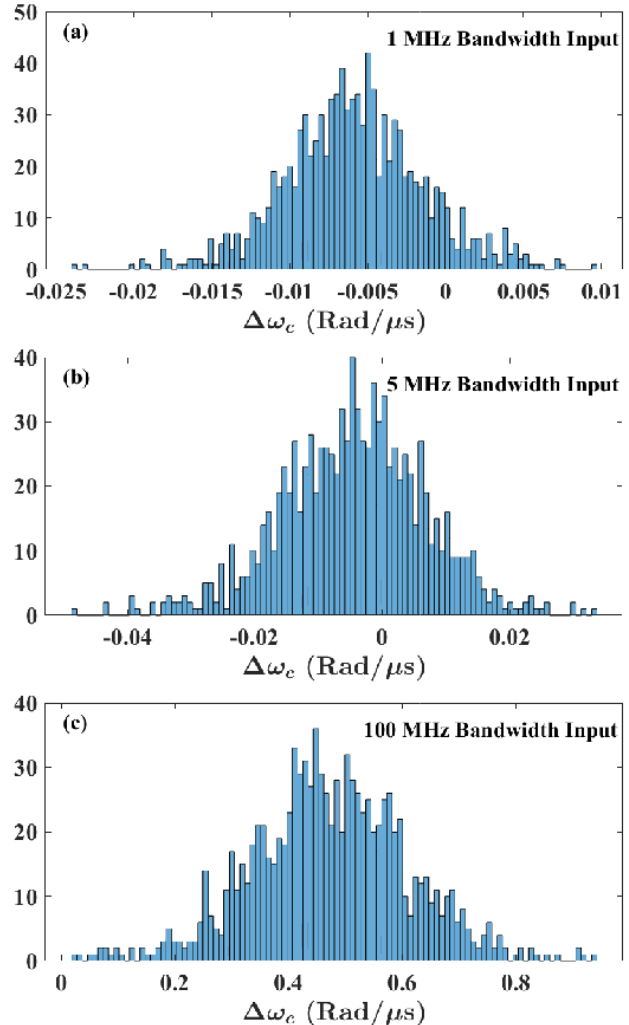 50
(a)
1 MHz Bandwidth Input
40
30
20
10
0
-0.025 -0.02 -0.015 -0.01 -0.005 0 0.005 0.01
Δω_c (Rad/μs)
40
(b)
5 MHz Bandwidth Input
30
20
10
0
-0.04 -0.02 0 0.02
Δω_c (Rad/μs)
40
(c)
100 MHz Bandwidth Input
30
20
10
0
0 0.2 0.4 0.6 0.8
Δω_c (Rad/μs)